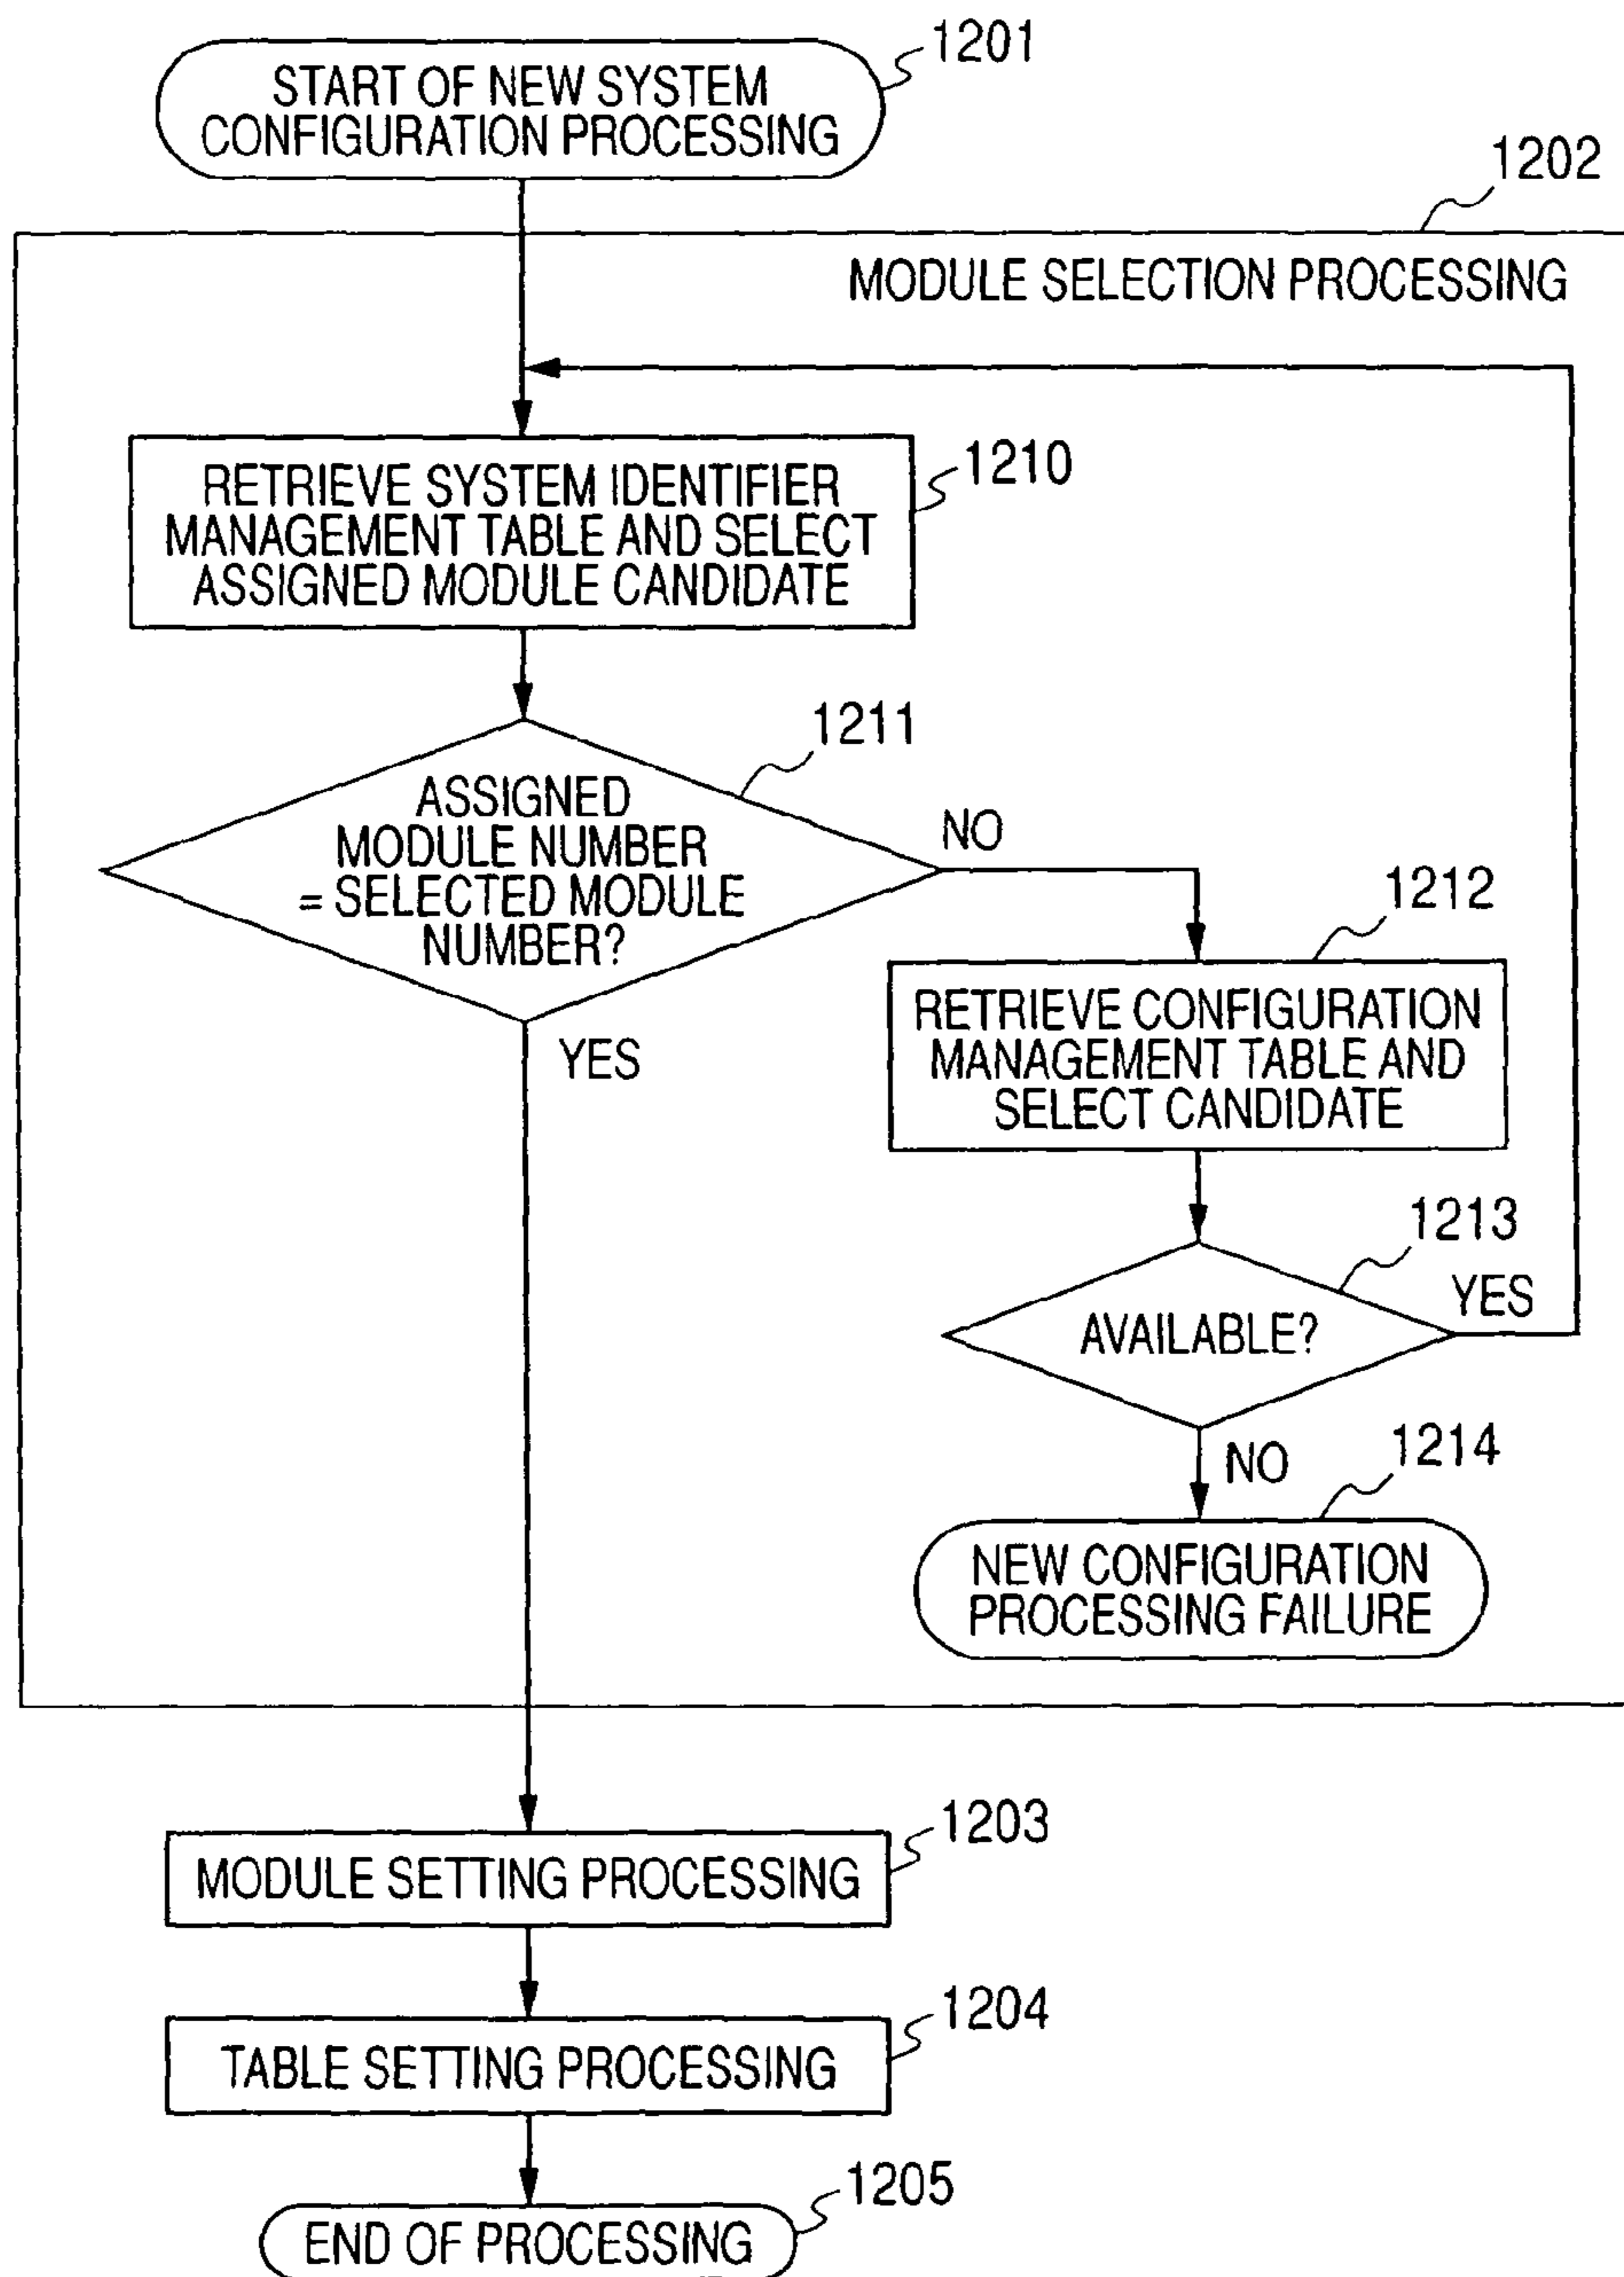 1201
START OF NEW SYSTEM
CONFIGURATION PROCESSING
1202
MODULE SELECTION PROCESSING
1210
RETRIEVE SYSTEM IDENTIFIER
MANAGEMENT TABLE AND SELECT
ASSIGNED MODULE CANDIDATE
1211
ASSIGNED
MODULE NUMBER
= SELECTED MODULE
NUMBER?
NO
YES
1212
RETRIEVE CONFIGURATION
MANAGEMENT TABLE AND
SELECT CANDIDATE
1213
AVAILABLE?
YES
NO
1214
NEW CONFIGURATION
PROCESSING FAILURE
1203
MODULE SETTING PROCESSING
1204
TABLE SETTING PROCESSING
1205
END OF PROCESSING